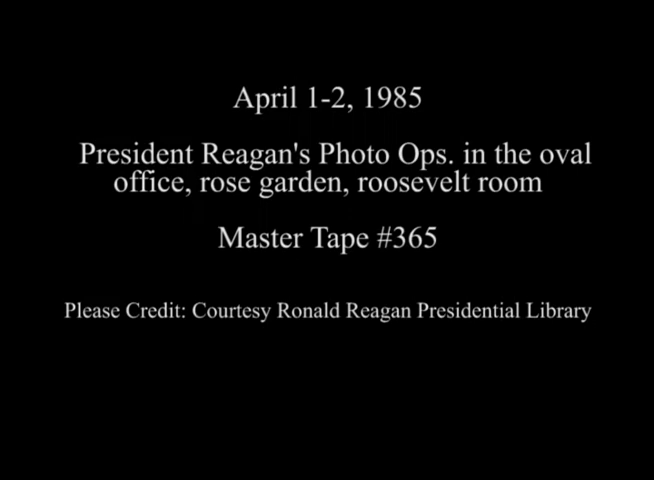 April 1-2, 1985
President Reagan's Photo Ops. in the oval
office, rose garden, roosevelt room
Master Tape #365
Please Credit: Courtesy Ronald Reagan Presidential Library